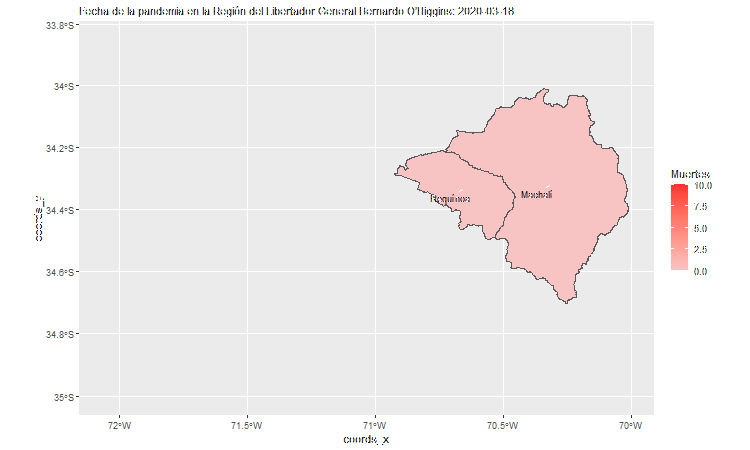 Fecha de la pandemia en la Región del Libertador General Bernardo O'Higgins: 2020-03-18
33.8°S
34°S
34.2°S
34.4°S
34.6°S
34.8°S
35°S
coords_y
Requínoa
Machalí
72°W
71.5°W
71°W
70.5°W
70°W
coords_x
Muertes
10.0
7.5
5.0
2.5
0.0